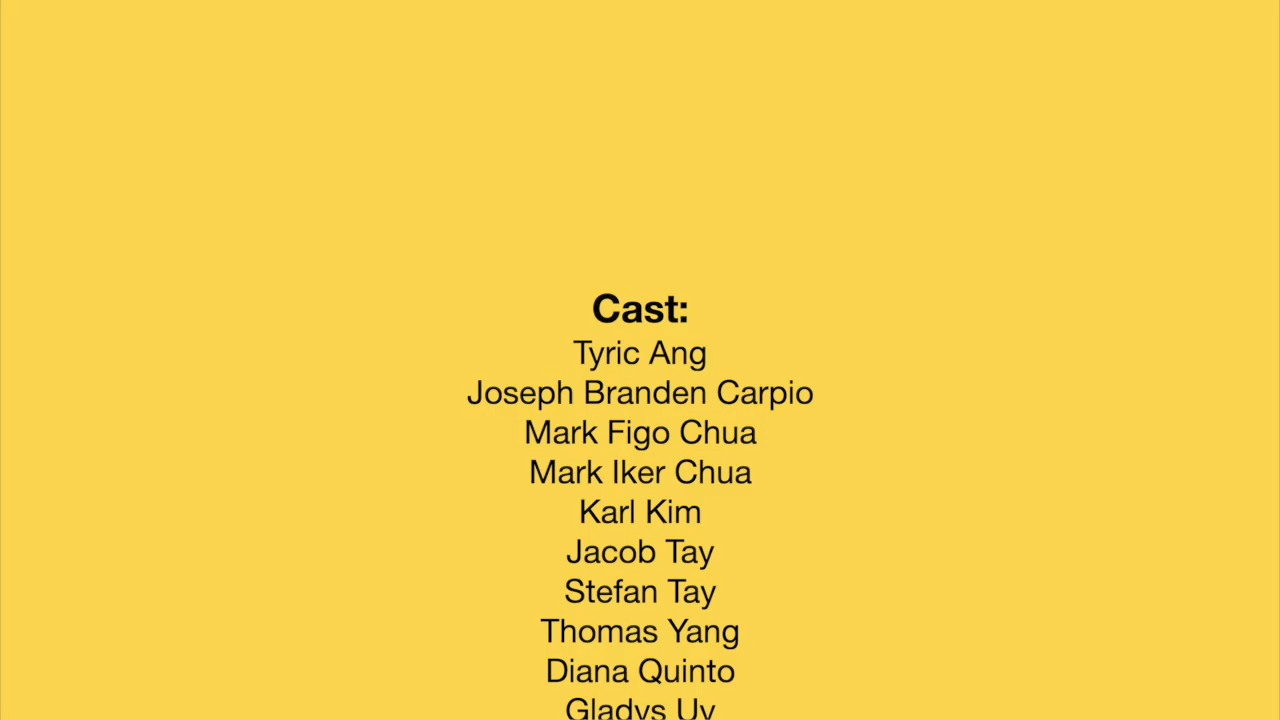 Cast:
Tyric Ang
Joseph Branden Carpio
Mark Figo Chua
Mark Iker Chua
Karl Kim
Jacob Tay
Stefan Tay
Thomas Yang
Diana Quinto
Gladys Uy